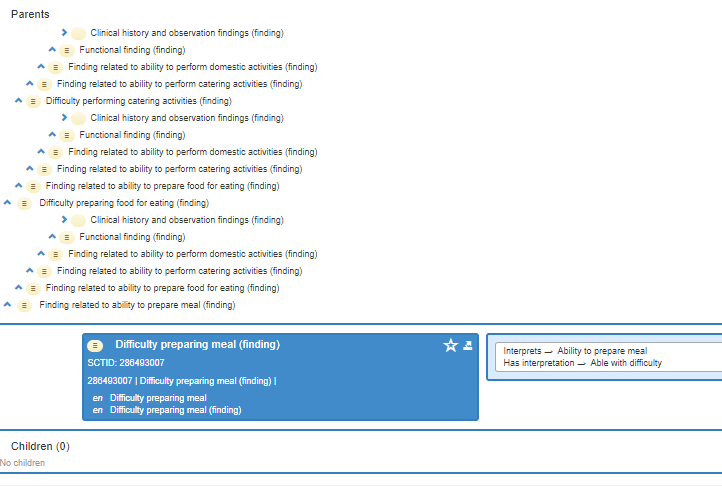 Parents
Clinical history and observation findings (finding)
Functional finding (finding)
Finding related to ability to perform domestic activities (finding)
Finding related to ability to perform catering activities (finding)
Difficulty performing catering activities (finding)
Clinical history and observation findings (finding)
Functional finding (finding)
Finding related to ability to perform domestic activities (finding)
Finding related to ability to perform catering activities (finding)
Finding related to ability to prepare food for eating (finding)
Difficulty preparing food for eating (finding)
Clinical history and observation findings (finding)
Functional finding (finding)
Finding related to ability to perform domestic activities (finding)
Finding related to ability to perform catering activities (finding)
Finding related to ability to prepare food for eating (finding)
Finding related to ability to prepare meal (finding)
Difficulty preparing meal (finding)
SCTID: 286493007
286493007 | Difficulty preparing meal (finding) |
en Difficulty preparing meal
en Difficulty preparing meal (finding)
Interprets → Ability to prepare meal
Has interpretation → Able with difficulty
Children (0)
No children